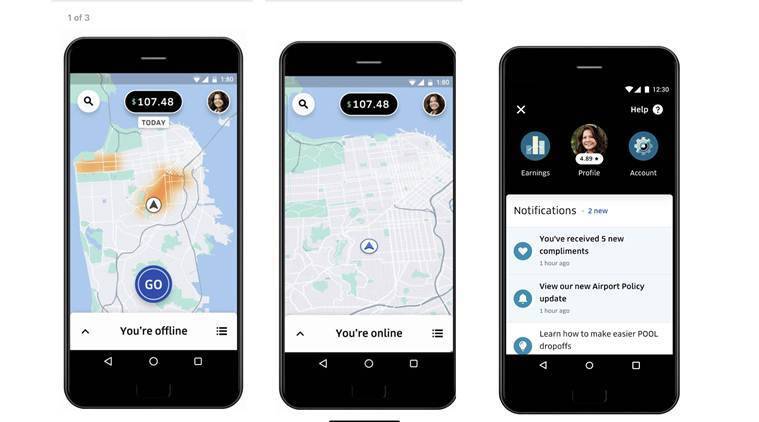 1 of 3
1:80
$107.48
TODAY
GO
You're offline
1:80
$107.48
You're online
12:30
Help ?
4.89 ★
Earnings
Profile
Account
Notifications · 2 new
You've received 5 new
compliments
1 hour ago
View our new Airport Policy
update
1 hour ago
Learn how to make easier POOL
dropoffs